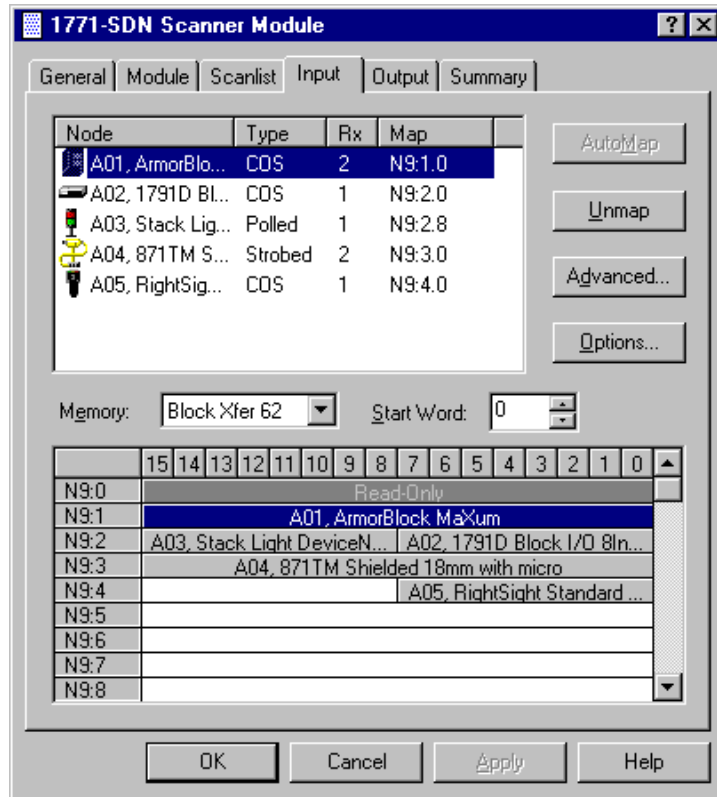 1771-SDN Scanner Module
General Module Scanlist Input Output Summary
Node Type Rx Map
A01, ArmorBlo... COS 2 N9:1.0
A02, 1791D Bl... COS 1 N9:2.0
A03, Stack Lig... Polled 1 N9:2.8
A04, 871TM S... Strobed 2 N9:3.0
A05, RightSig... COS 1 N9:4.0
AutoMap
Unmap
Advanced...
Options...
Memory: Block Xfer 62 Start Word: 0
15 14 13 12 11 10 9 8 7 6 5 4 3 2 1 0
N9:0 Read-Only
N9:1 A01, ArmorBlock MaXum
N9:2 A03, Stack Light DeviceN... A02, 1791D Block I/O 8In...
N9:3 A04, 871TM Shielded 18mm with micro
N9:4 A05, RightSight Standard ...
N9:5
N9:6
N9:7
N9:8
OK Cancel Apply Help